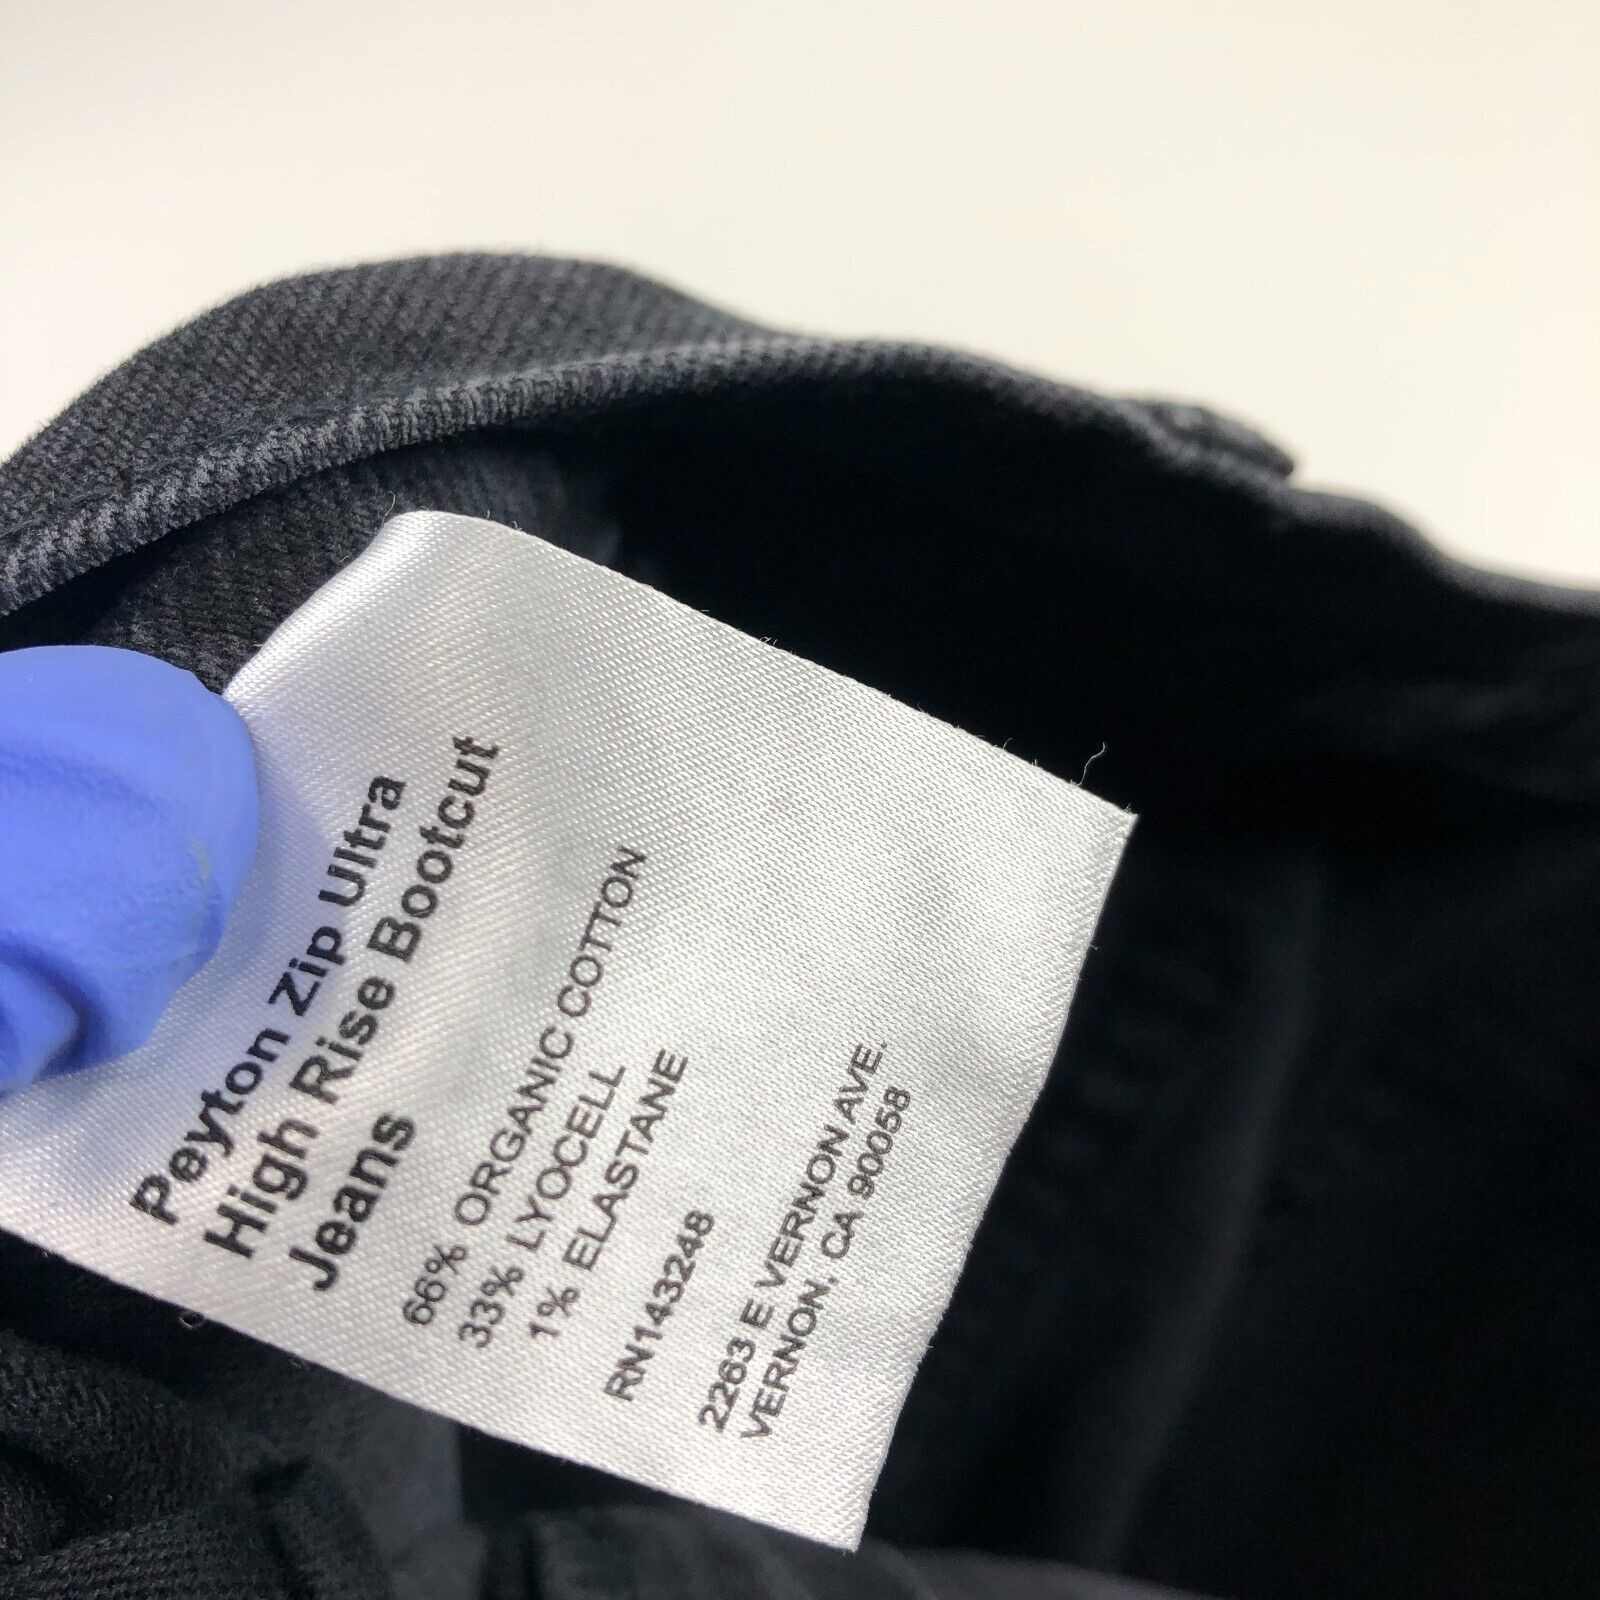 Peyton Zip Ultra
High Rise Bootcut
Jeans
66% ORGANIC COTTON
33% LYOCELL
1% ELASTANE
RN143248
2263 E VERNON AVE.
VERNON, CA 90058